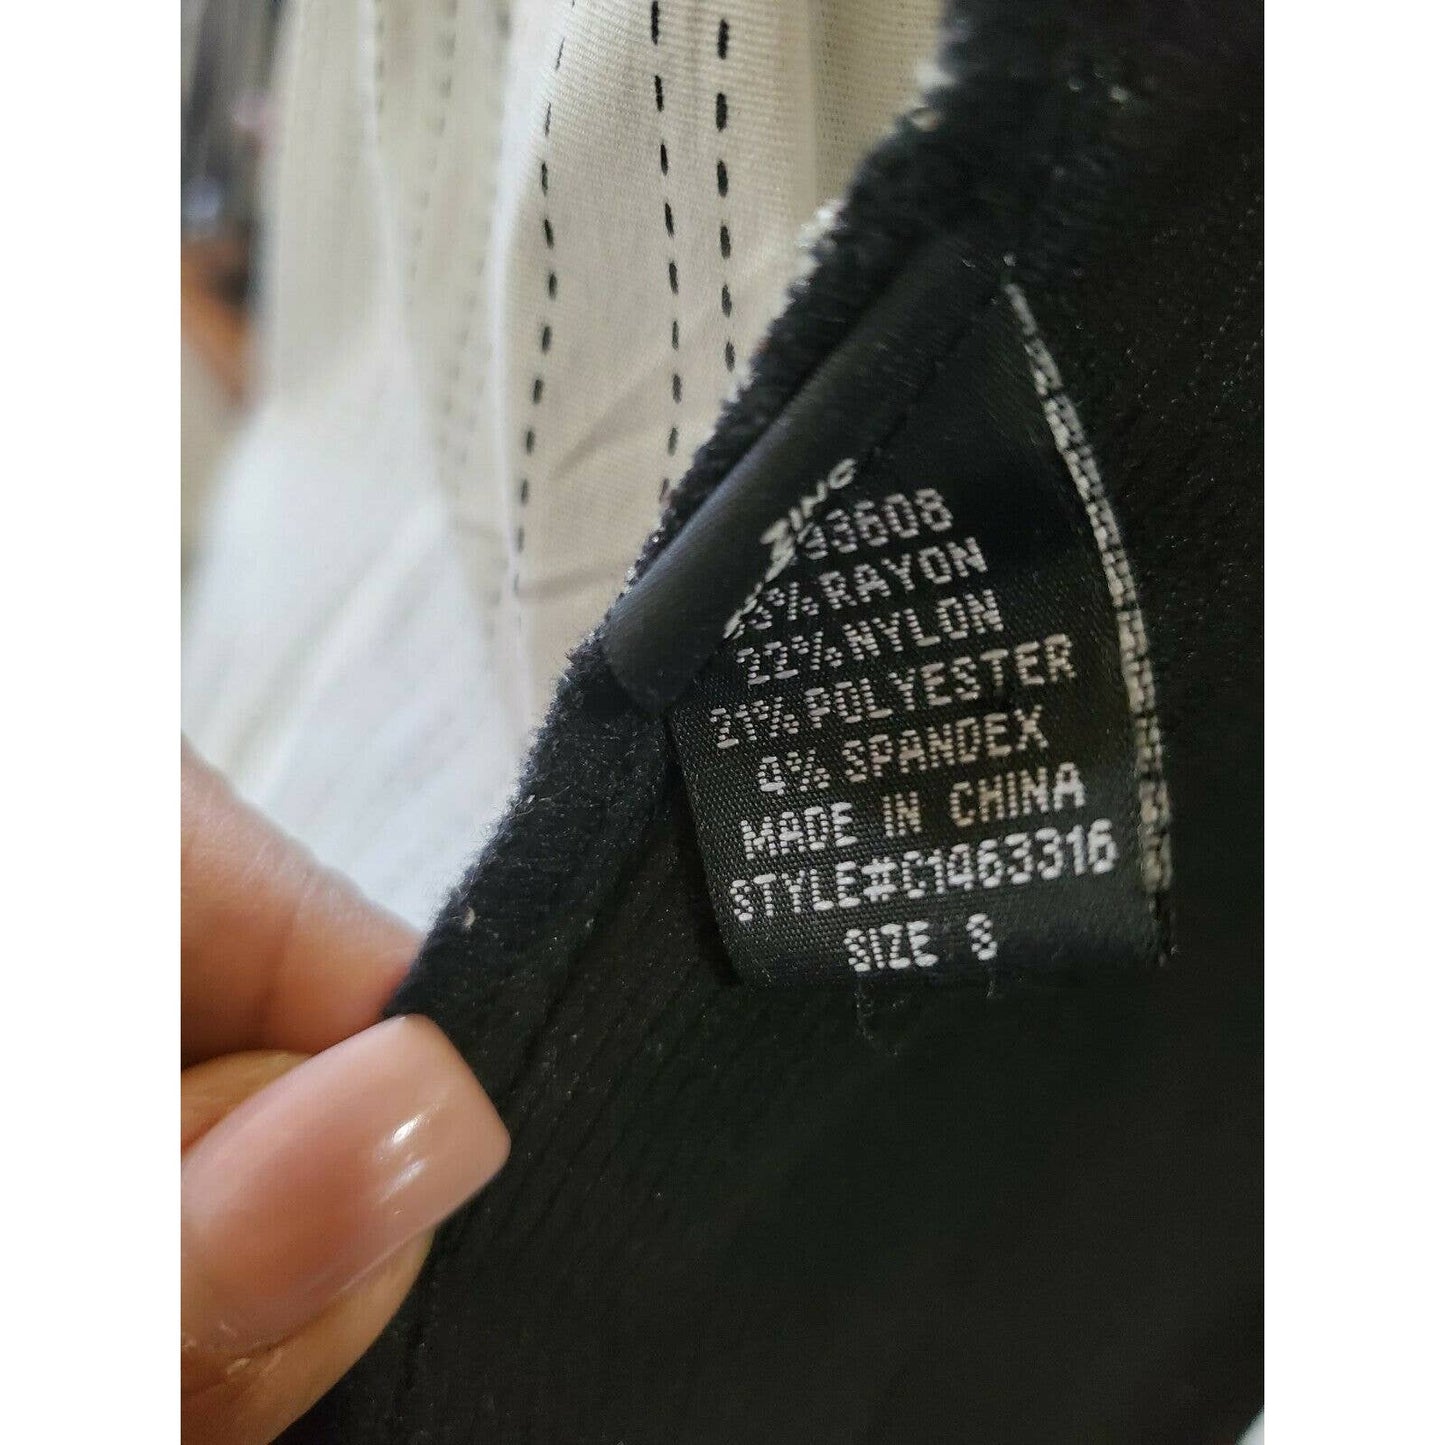 RAYON
22% NYLON
21% POLYESTER
4% SPANDEX
MADE IN CHINA
STYLE#C1463316
SIZE S